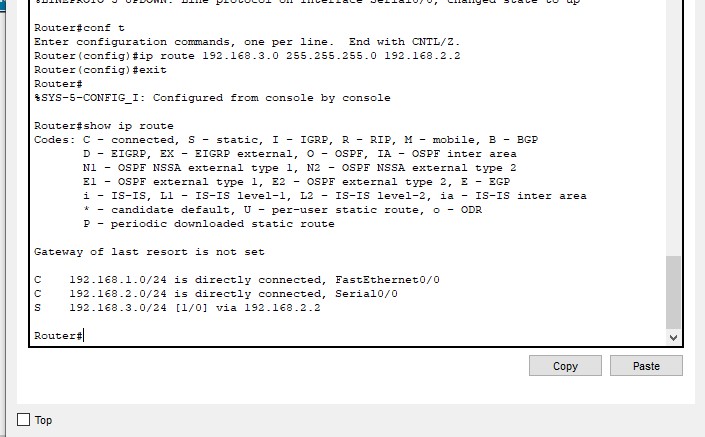 %LINEPROTO-5-UPDOWN: Line protocol on Interface Serial0/0, changed state to up
Router#conf t
Enter configuration commands, one per line.  End with CNTL/Z.
Router(config)#ip route 192.168.3.0 255.255.255.0 192.168.2.2
Router(config)#exit
Router#
%SYS-5-CONFIG_I: Configured from console by console
Router#show ip route
Codes: C - connected, S - static, I - IGRP, R - RIP, M - mobile, B - BGP
D - EIGRP, EX - EIGRP external, O - OSPF, IA - OSPF inter area
N1 - OSPF NSSA external type 1, N2 - OSPF NSSA external type 2
E1 - OSPF external type 1, E2 - OSPF external type 2, E - EGP
i - IS-IS, L1 - IS-IS level-1, L2 - IS-IS level-2, ia - IS-IS inter area
* - candidate default, U - per-user static route, o - ODR
P - periodic downloaded static route
Gateway of last resort is not set
C    192.168.1.0/24 is directly connected, FastEthernet0/0
C    192.168.2.0/24 is directly connected, Serial0/0
S    192.168.3.0/24 [1/0] via 192.168.2.2
Router#
Copy Paste
Top